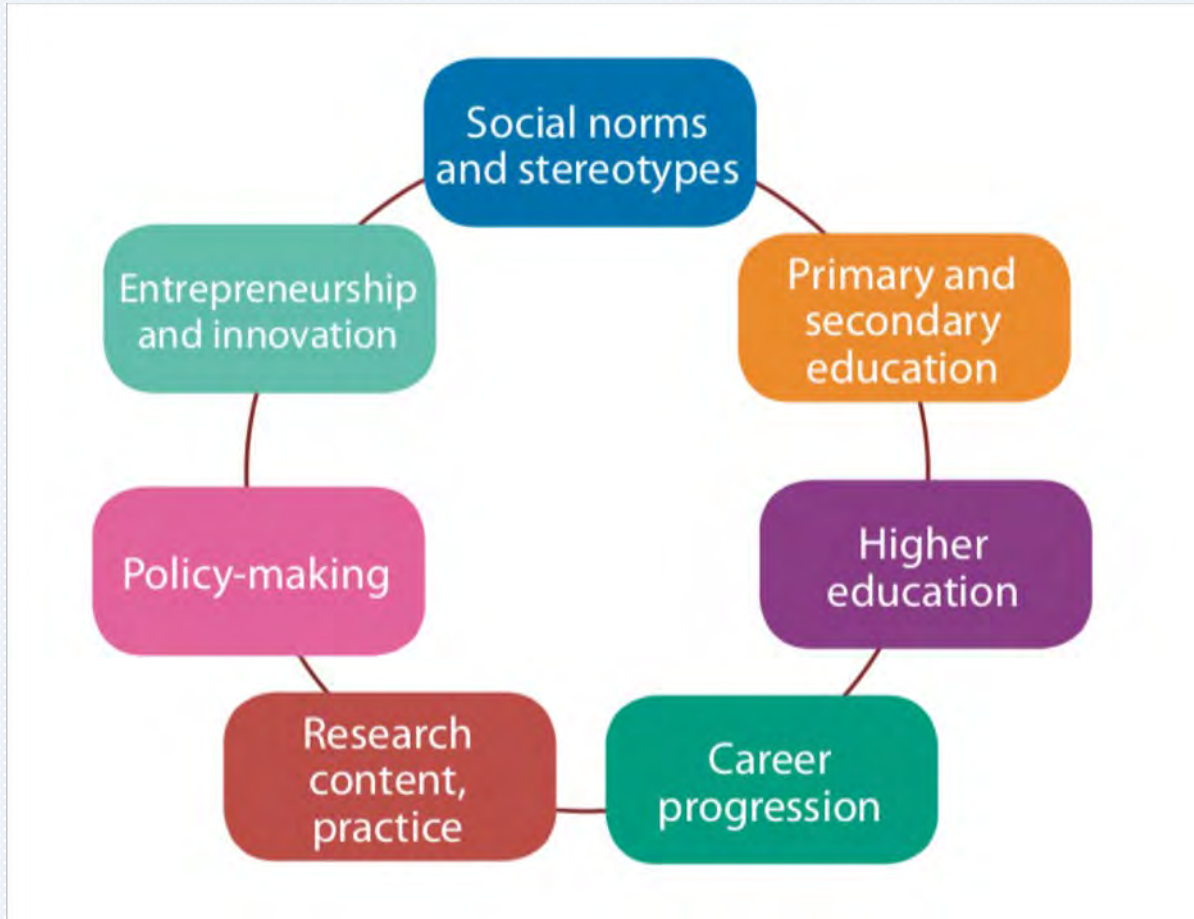 Social norms
and stereotypes
Primary and
secondary
education
Higher
education
Career
progression
Research
content,
practice
Policy-making
Entrepreneurship
and innovation